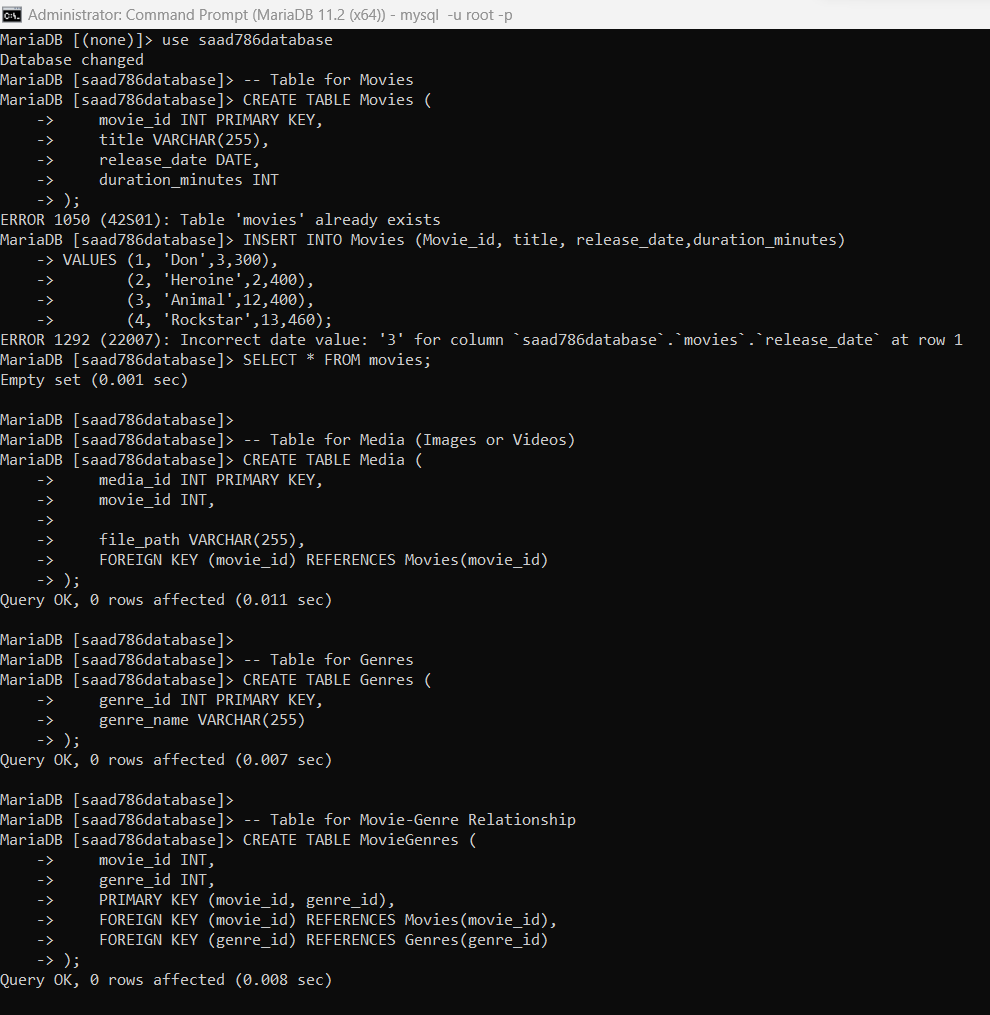 Administrator: Command Prompt (MariaDB 11.2 (x64)) - mysql -u root -p
MariaDB [(none)]> use saad786database
Database changed
MariaDB [saad786database]> -- Table for Movies
MariaDB [saad786database]> CREATE TABLE Movies (
    ->     movie_id INT PRIMARY KEY,
    ->     title VARCHAR(255),
    ->     release_date DATE,
    ->     duration_minutes INT
    -> );
ERROR 1050 (42S01): Table 'movies' already exists
MariaDB [saad786database]> INSERT INTO Movies (Movie_id, title, release_date,duration_minutes)
    -> VALUES (1, 'Don',3,300),
    ->        (2, 'Heroine',2,400),
    ->        (3, 'Animal',12,400),
    ->        (4, 'Rockstar',13,460);
ERROR 1292 (22007): Incorrect date value: '3' for column `saad786database`.`movies`.`release_date` at row 1
MariaDB [saad786database]> SELECT * FROM movies;
Empty set (0.001 sec)

MariaDB [saad786database]>
MariaDB [saad786database]> -- Table for Media (Images or Videos)
MariaDB [saad786database]> CREATE TABLE Media (
    ->     media_id INT PRIMARY KEY,
    ->     movie_id INT,
    ->
    ->     file_path VARCHAR(255),
    ->     FOREIGN KEY (movie_id) REFERENCES Movies(movie_id)
    -> );
Query OK, 0 rows affected (0.011 sec)

MariaDB [saad786database]>
MariaDB [saad786database]> -- Table for Genres
MariaDB [saad786database]> CREATE TABLE Genres (
    ->     genre_id INT PRIMARY KEY,
    ->     genre_name VARCHAR(255)
    -> );
Query OK, 0 rows affected (0.007 sec)

MariaDB [saad786database]>
MariaDB [saad786database]> -- Table for Movie-Genre Relationship
MariaDB [saad786database]> CREATE TABLE MovieGenres (
    ->     movie_id INT,
    ->     genre_id INT,
    ->     PRIMARY KEY (movie_id, genre_id),
    ->     FOREIGN KEY (movie_id) REFERENCES Movies(movie_id),
    ->     FOREIGN KEY (genre_id) REFERENCES Genres(genre_id)
    -> );
Query OK, 0 rows affected (0.008 sec)